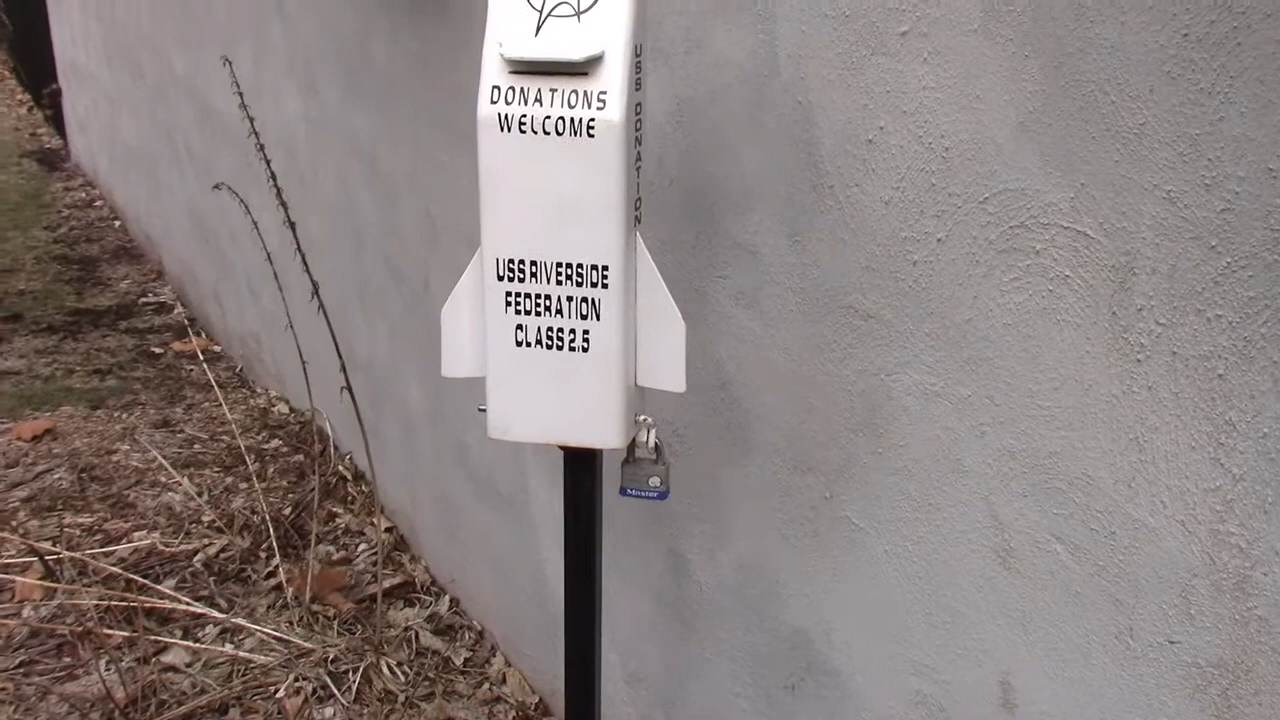 DONATIONS
WELCOME
USS DONATION
USS RIVERSIDE
FEDERATION
CLASS 2.5
Master